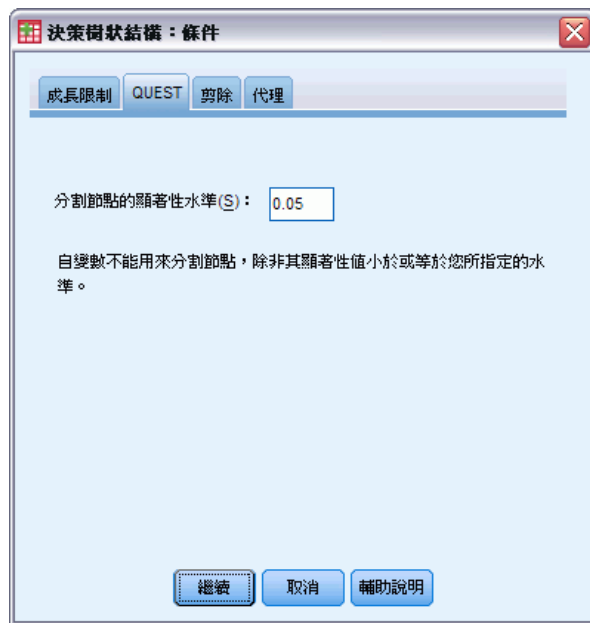 決策樹狀結構：條件
成長限制 QUEST 剪除 代理
分割節點的顯著性水準(S)： 0.05
自變數不能用來分割節點，除非其顯著性值小於或等於您所指定的水
準。
繼續 取消 輔助說明